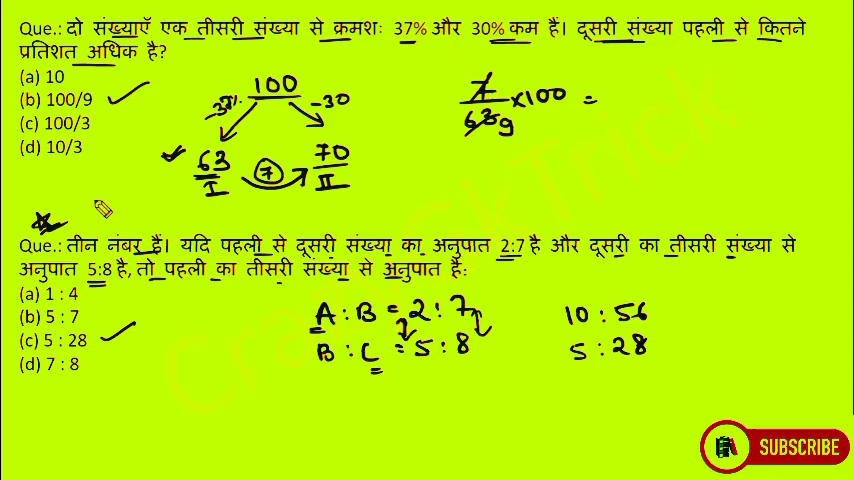 Que.: दो संख्याएँ एक तीसरी संख्या से क्रमशः 37% और 30% कम हैं। दूसरी संख्या पहली से कितने
प्रतिशत अधिक है?
(a) 10
(b) 100/9
(c) 100/3
(d) 10/3
100
-37%
-30
63
I
7
70
II
7/63 9 ×100 =
Que.: तीन नंबर हैं। यदि पहली से दूसरी संख्या का अनुपात 2:7 है और दूसरी का तीसरी संख्या से
अनुपात 5:8 है, तो पहली का तीसरी संख्या से अनुपात है:
(a) 1 : 4
(b) 5 : 7
(c) 5 : 28
(d) 7 : 8
A : B = 2 : 7
B : C = 5 : 8
10 : 56
5 : 28
CrazyGkTrick
SUBSCRIBE